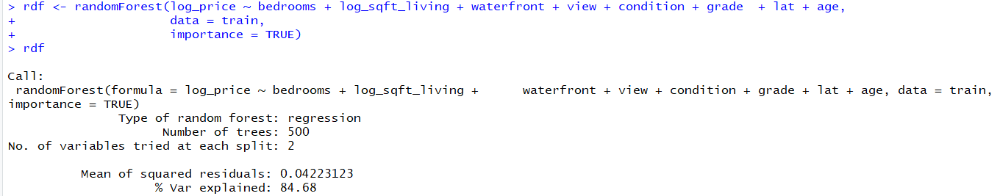 > rdf <- randomForest(log_price ~ bedrooms + log_sqft_living + waterfront + view + condition + grade  + lat + age,
+                     data = train,
+                     importance = TRUE)
> rdf

Call:
 randomForest(formula = log_price ~ bedrooms + log_sqft_living +      waterfront + view + condition + grade + lat + age, data = train,
importance = TRUE)
               Type of random forest: regression
                     Number of trees: 500
No. of variables tried at each split: 2

          Mean of squared residuals: 0.04223123
                    % Var explained: 84.68